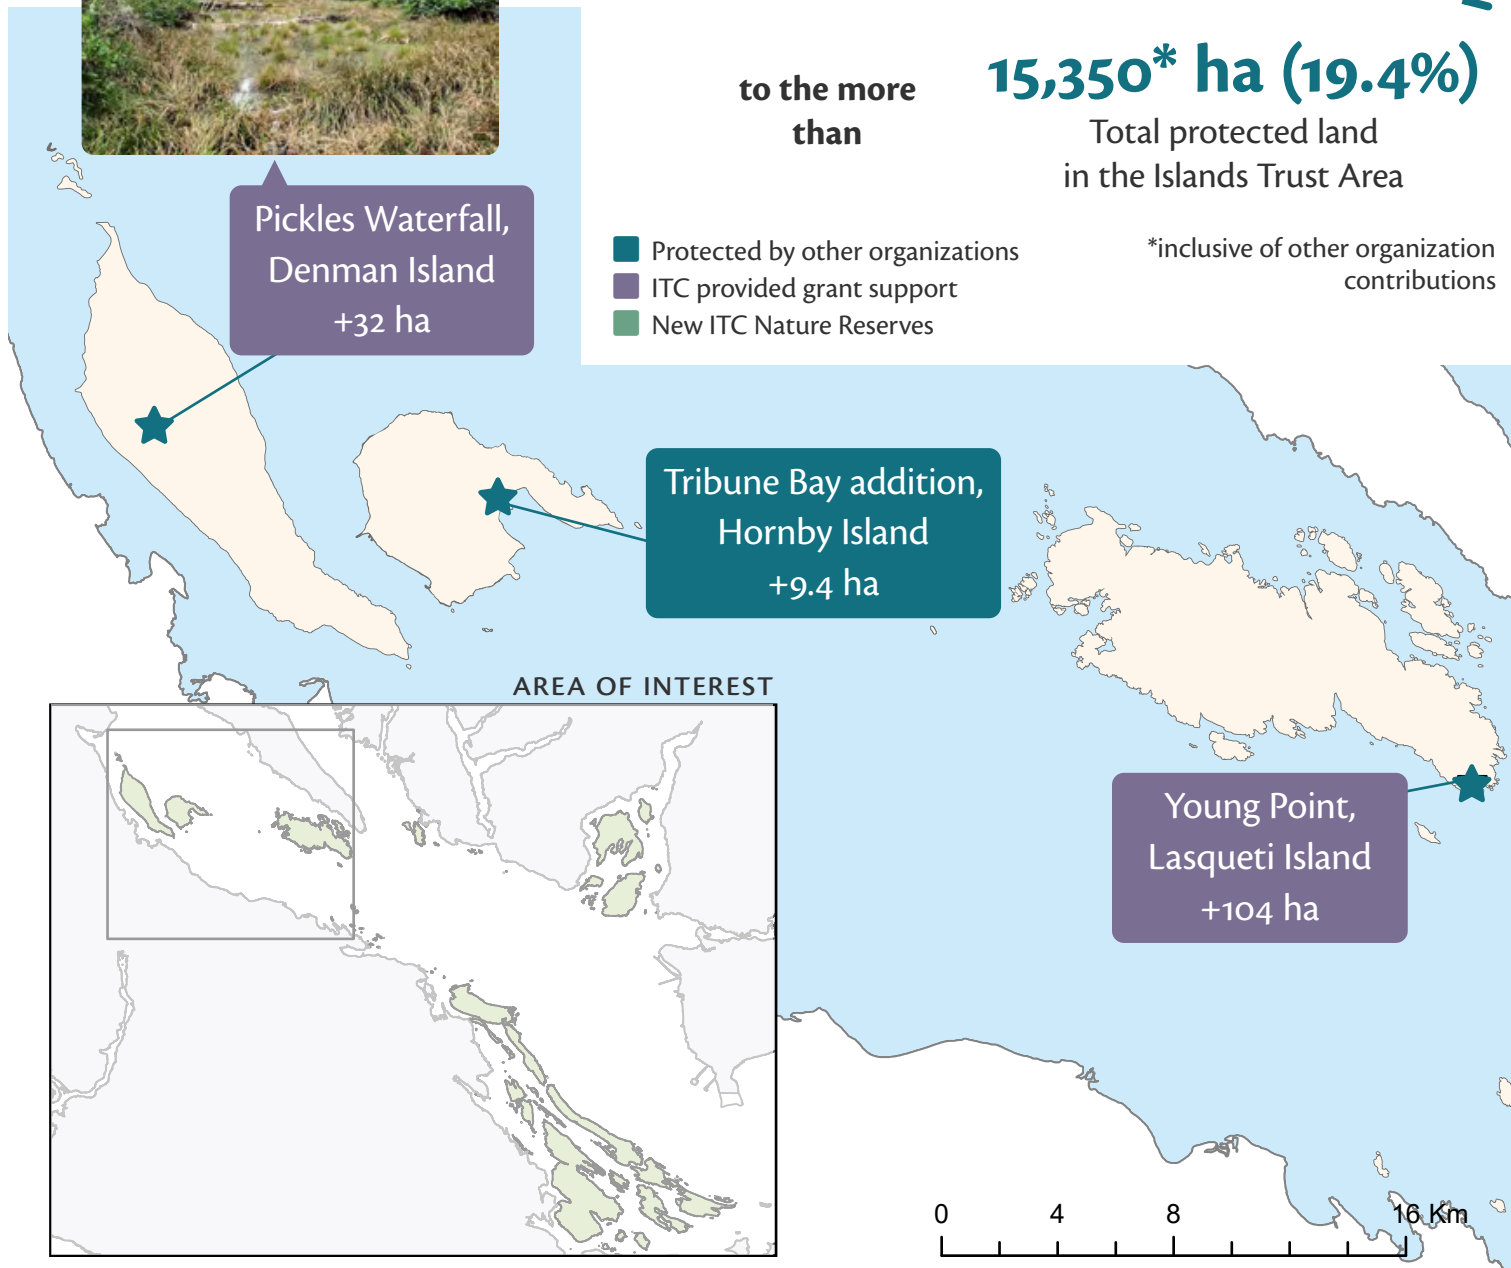 to the more
than
15,350* ha (19.4%)
Total protected land
in the Islands Trust Area
*inclusive of other organization
contributions
Protected by other organizations
ITC provided grant support
New ITC Nature Reserves
Pickles Waterfall,
Denman Island
+32 ha
Tribune Bay addition,
Hornby Island
+9.4 ha
Young Point,
Lasqueti Island
+104 ha
AREA OF INTEREST
0 4 8 16 Km